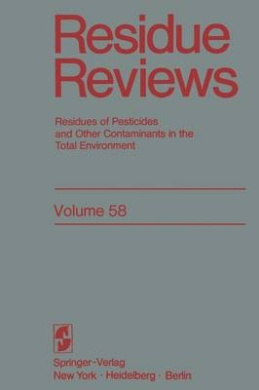 Residue
Reviews
Residues of Pesticides
and Other Contaminants in the
Total Environment
Volume 58
Springer-Verlag
New York · Heidelberg · Berlin